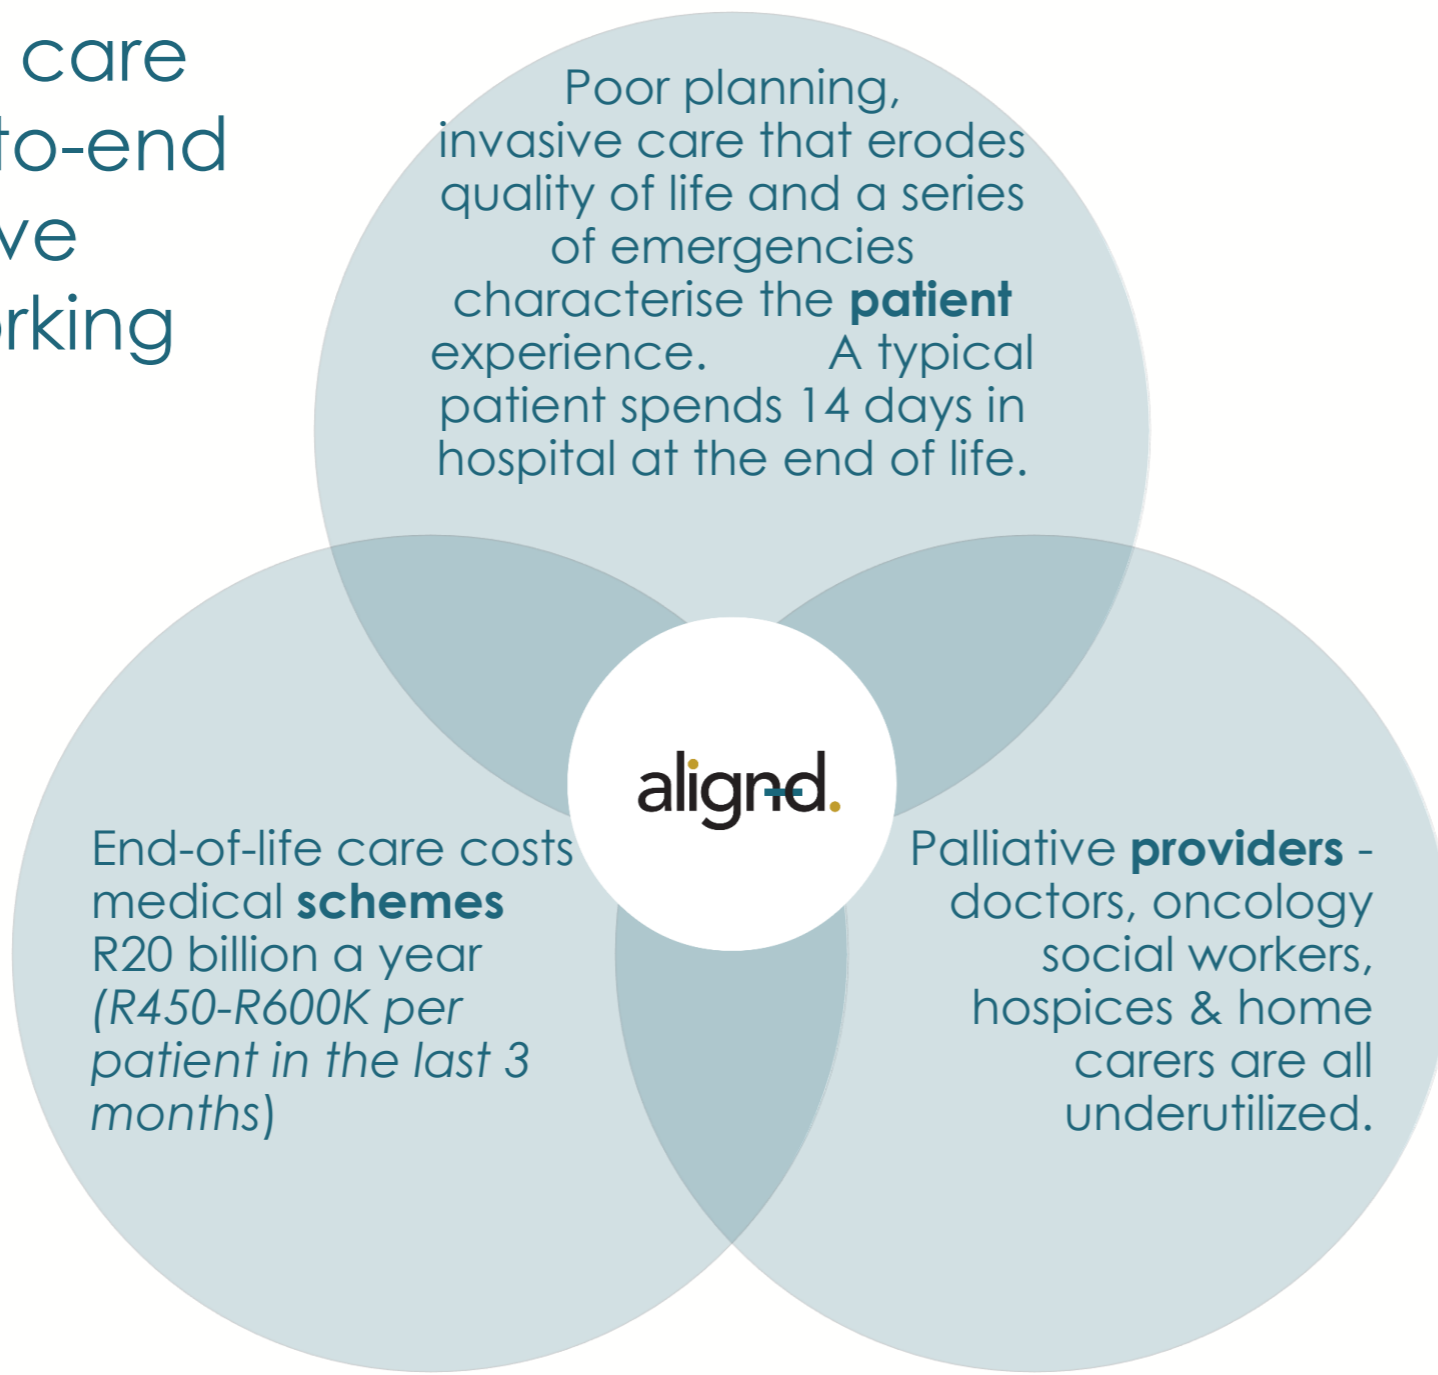 care
to-end
ve
rking
Poor planning,
invasive care that erodes
quality of life and a series
of emergencies
characterise the patient
experience. A typical
patient spends 14 days in
hospital at the end of life.
alignd.
End-of-life care costs
medical schemes
R20 billion a year
(R450-R600K per
patient in the last 3
months)
Palliative providers -
doctors, oncology
social workers,
hospices & home
carers are all
underutilized.